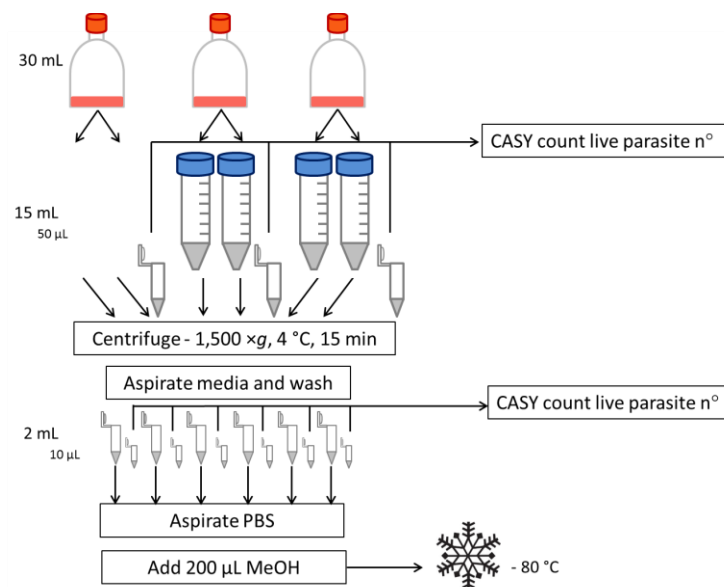 30 mL
CASY count live parasite n°
15 mL
50 µL
Centrifuge - 1,500 ×g, 4 °C, 15 min
Aspirate media and wash
CASY count live parasite n°
2 mL
10 µL
Aspirate PBS
Add 200 µL MeOH
- 80 °C